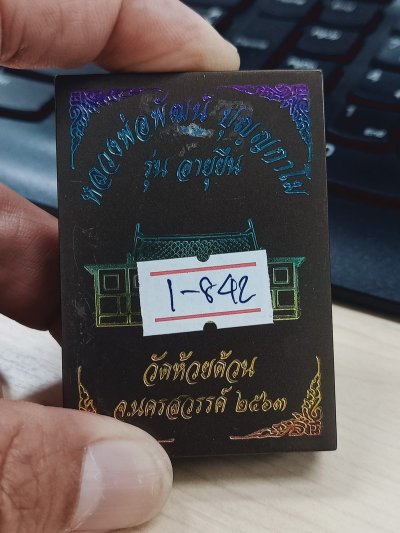 หลวงพ่อพัฒน์ ปุญฺญกาโม
รุ่น อายุยืน
1-842
วัดห้วยด้วน
จ.นครสวรรค์ ๒๕๖๓